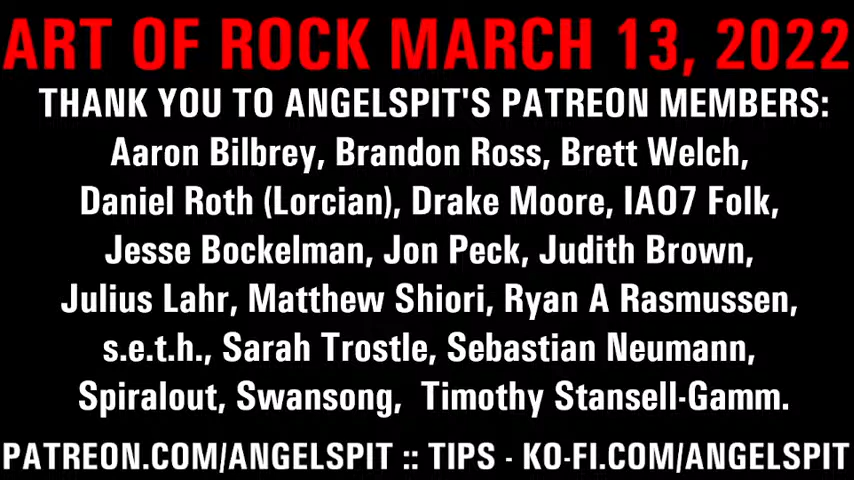 ART OF ROCK MARCH 13, 2022
THANK YOU TO ANGELSPIT'S PATREON MEMBERS:
Aaron Bilbrey, Brandon Ross, Brett Welch,
Daniel Roth (Lorcian), Drake Moore, IAO7 Folk,
Jesse Bockelman, Jon Peck, Judith Brown,
Julius Lahr, Matthew Shiori, Ryan A Rasmussen,
s.e.t.h., Sarah Trostle, Sebastian Neumann,
Spiralout, Swansong,  Timothy Stansell-Gamm.
PATREON.COM/ANGELSPIT :: TIPS - KO-FI.COM/ANGELSPIT